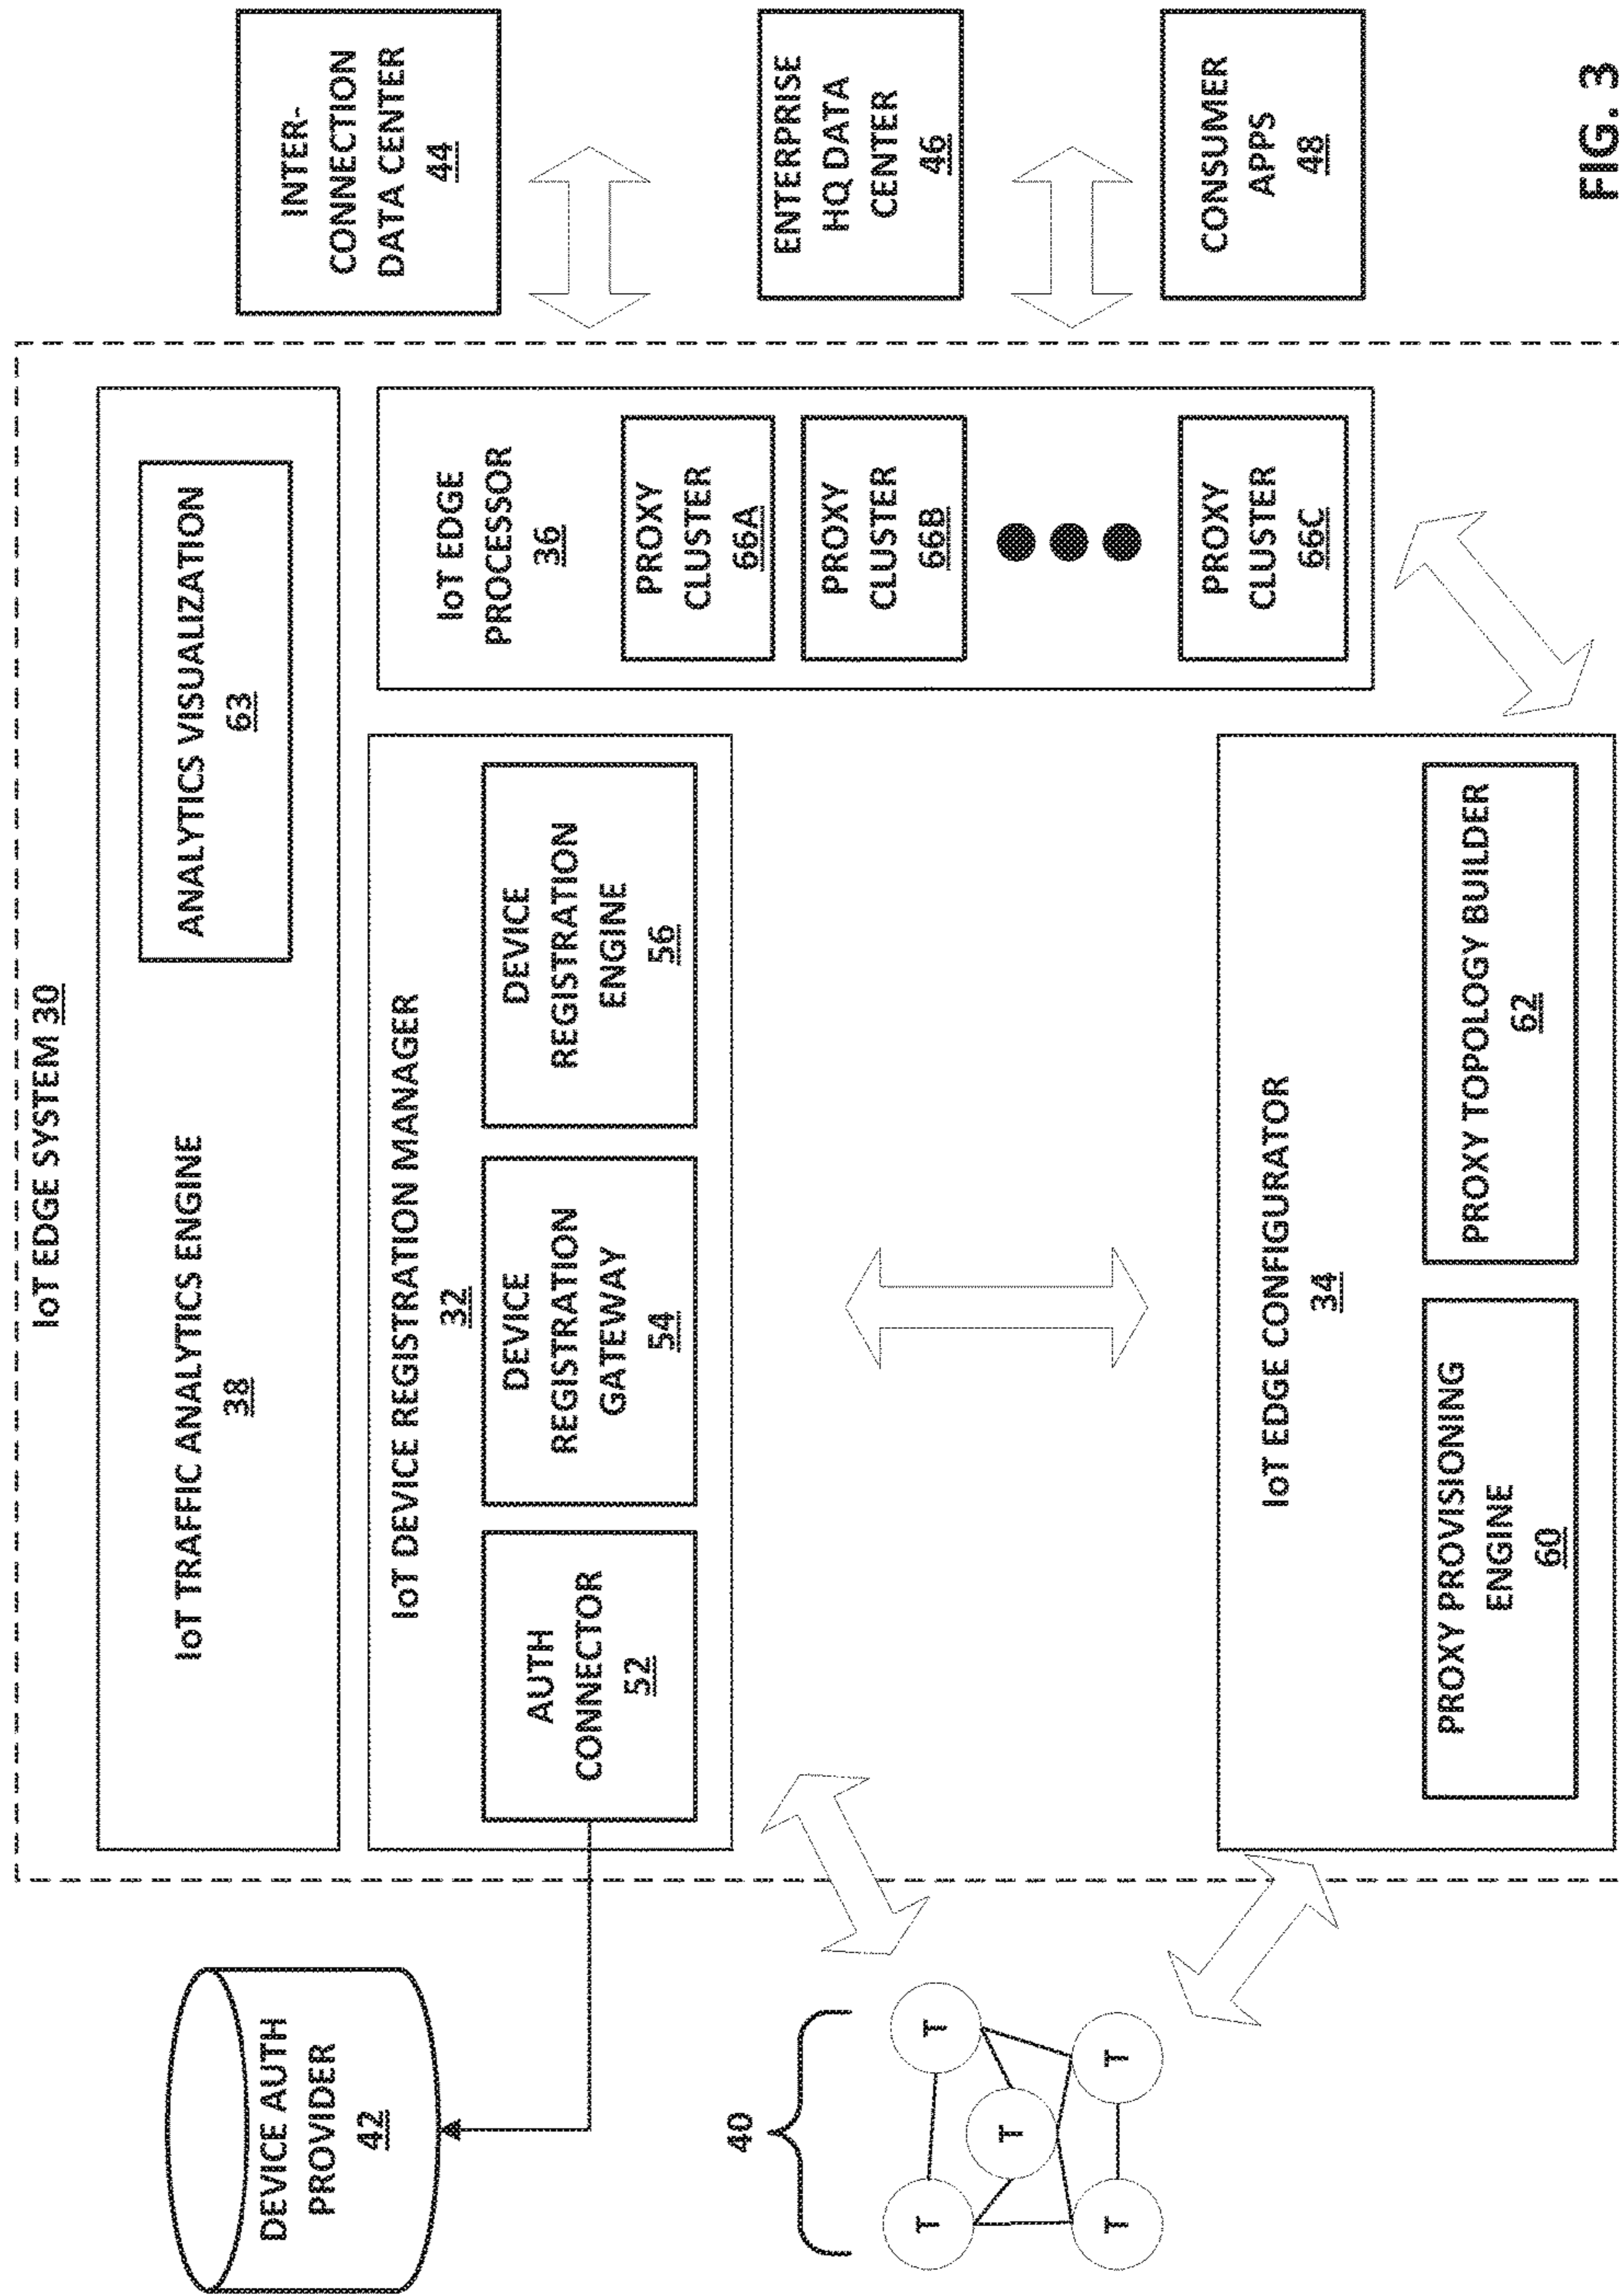 IoT EDGE SYSTEM 30
IoT TRAFFIC ANALYTICS ENGINE
38
ANALYTICS VISUALIZATION
63
IoT DEVICE REGISTRATION MANAGER
32
AUTH
CONNECTOR
52
DEVICE
REGISTRATION
GATEWAY
54
DEVICE
REGISTRATION
ENGINE
56
IoT EDGE
PROCESSOR
36
PROXY
CLUSTER
66A
PROXY
CLUSTER
66B
PROXY
CLUSTER
66C
IoT EDGE CONFIGURATOR
34
PROXY PROVISIONING
ENGINE
60
PROXY TOPOLOGY BUILDER
62
DEVICE AUTH
PROVIDER
42
40
T
T
T
T
T
INTER-
CONNECTION
DATA CENTER
44
ENTERPRISE
HQ DATA
CENTER
46
CONSUMER
APPS
48
FIG. 3